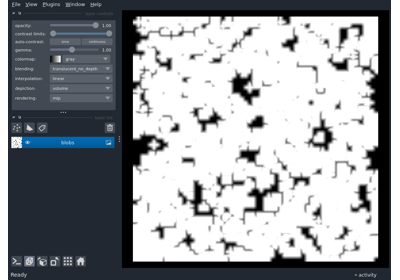 File View Plugins Window Help
opacity: 1.00
contrast limits:
auto-contrast: once continuous
gamma: 1.00
colormap: gray
blending: translucent_no_depth
interpolation: linear
depiction: volume
rendering: mip
blobs
Ready activity